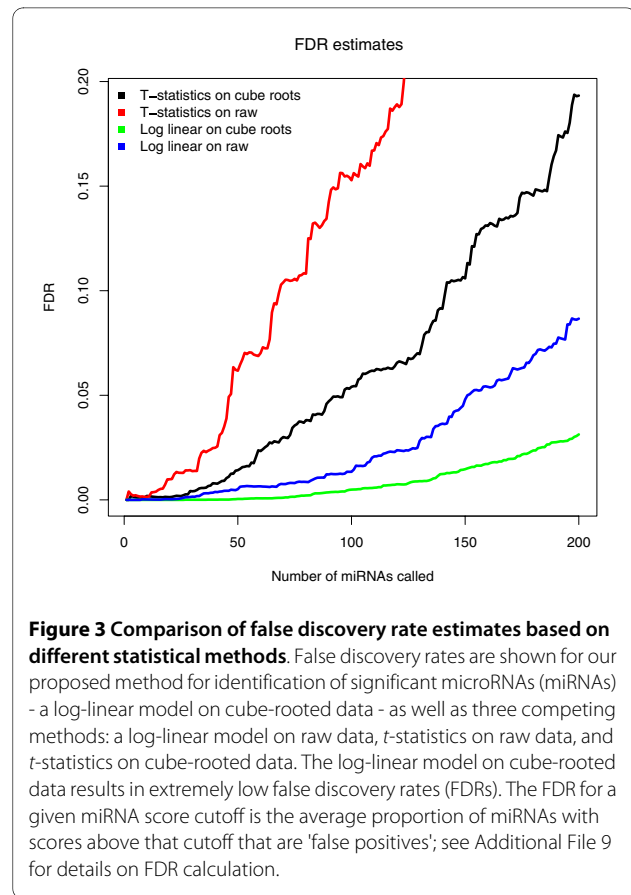 FDR estimates
T−statistics on cube roots
T−statistics on raw
Log linear on cube roots
Log linear on raw
FDR
0.20
0.15
0.10
0.05
0.00
0 50 100 150 200
Number of miRNAs called
Figure 3 Comparison of false discovery rate estimates based on
different statistical methods. False discovery rates are shown for our
proposed method for identification of significant microRNAs (miRNAs)
- a log-linear model on cube-rooted data - as well as three competing
methods: a log-linear model on raw data, t-statistics on raw data, and
t-statistics on cube-rooted data. The log-linear model on cube-rooted
data results in extremely low false discovery rates (FDRs). The FDR for a
given miRNA score cutoff is the average proportion of miRNAs with
scores above that cutoff that are 'false positives'; see Additional File 9
for details on FDR calculation.